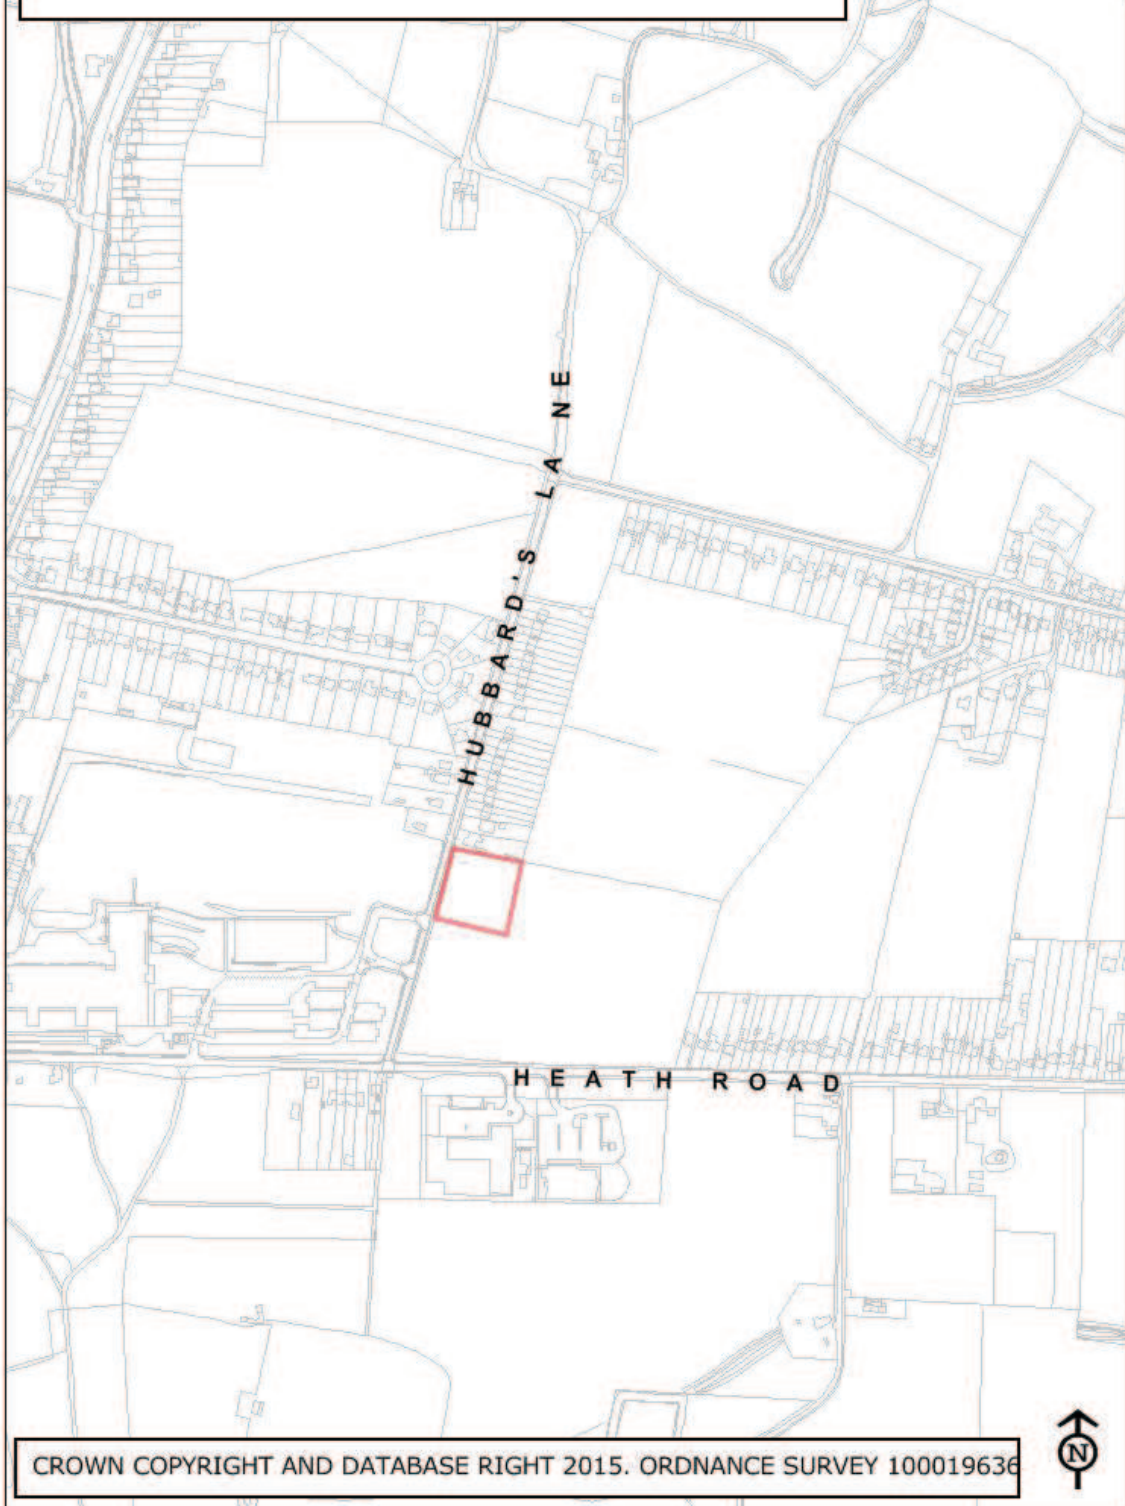 HUBBARD'S LANE
HEATH ROAD
CROWN COPYRIGHT AND DATABASE RIGHT 2015. ORDNANCE SURVEY 100019636
N